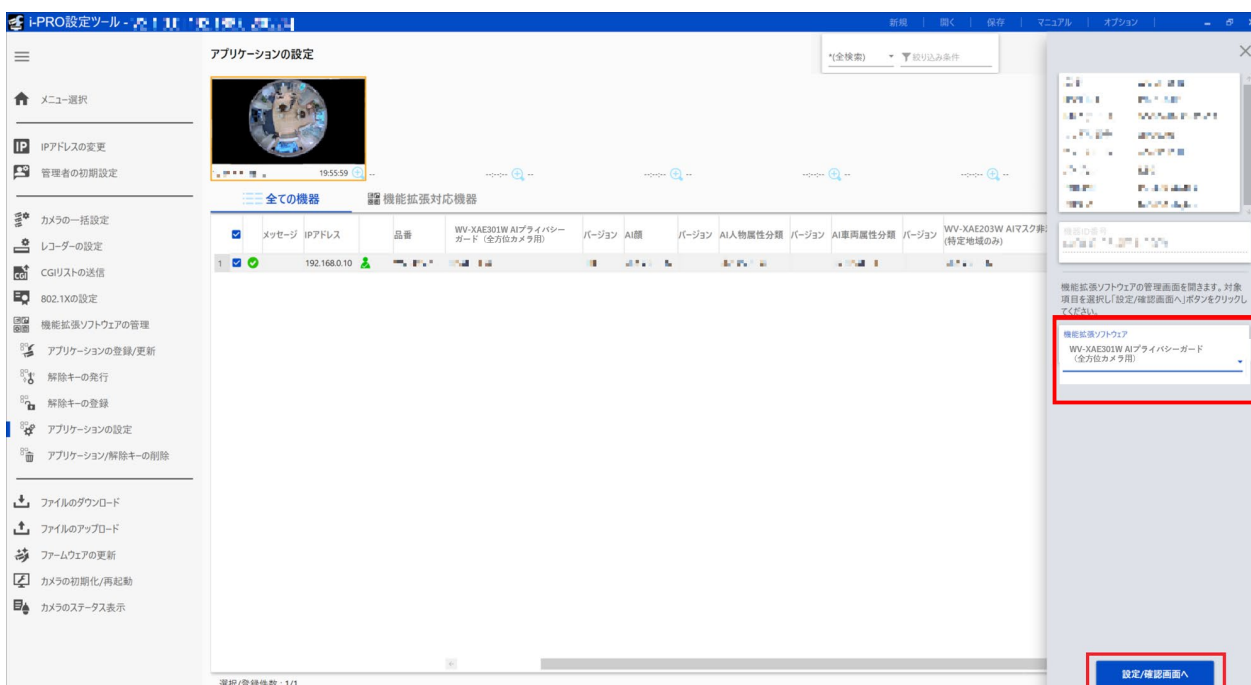 i-PRO設定ツール -
新規 | 開く | 保存 | マニュアル | オプション |
アプリケーションの設定
*(全検索)
絞り込み条件
メニュー選択
IP IPアドレスの変更
管理者の初期設定
カメラの一括設定
レコーダーの設定
CGI CGIリストの送信
802.1Xの設定
機能拡張ソフトウェアの管理
アプリケーションの登録/更新
解除キーの発行
解除キーの登録
アプリケーションの設定
アプリケーション/解除キーの削除
ファイルのダウンロード
ファイルのアップロード
ファームウェアの更新
カメラの初期化/再起動
カメラのステータス表示
19:55:59 --
--:--:-- --
--:--:-- --
--:--:-- --
--:--:-- --
全ての機器
機能拡張対応機器
メッセージ IPアドレス 品番 WV-XAE301W AIプライバシーガード（全方位カメラ用） バージョン AI顔 バージョン AI人物属性分類 バージョン AI車両属性分類 バージョン WV-XAE203W AIマスク非 (特定地域のみ)
1 192.168.0.10
選択/登録件数 : 1/1
機器の番号
機能拡張ソフトウェアの管理画面を開きます。対象
項目を選択し「設定/確認画面へ」ボタンをクリックし
てください。
機能拡張ソフトウェア
WV-XAE301W AIプライバシーガード
（全方位カメラ用）
設定/確認画面へ